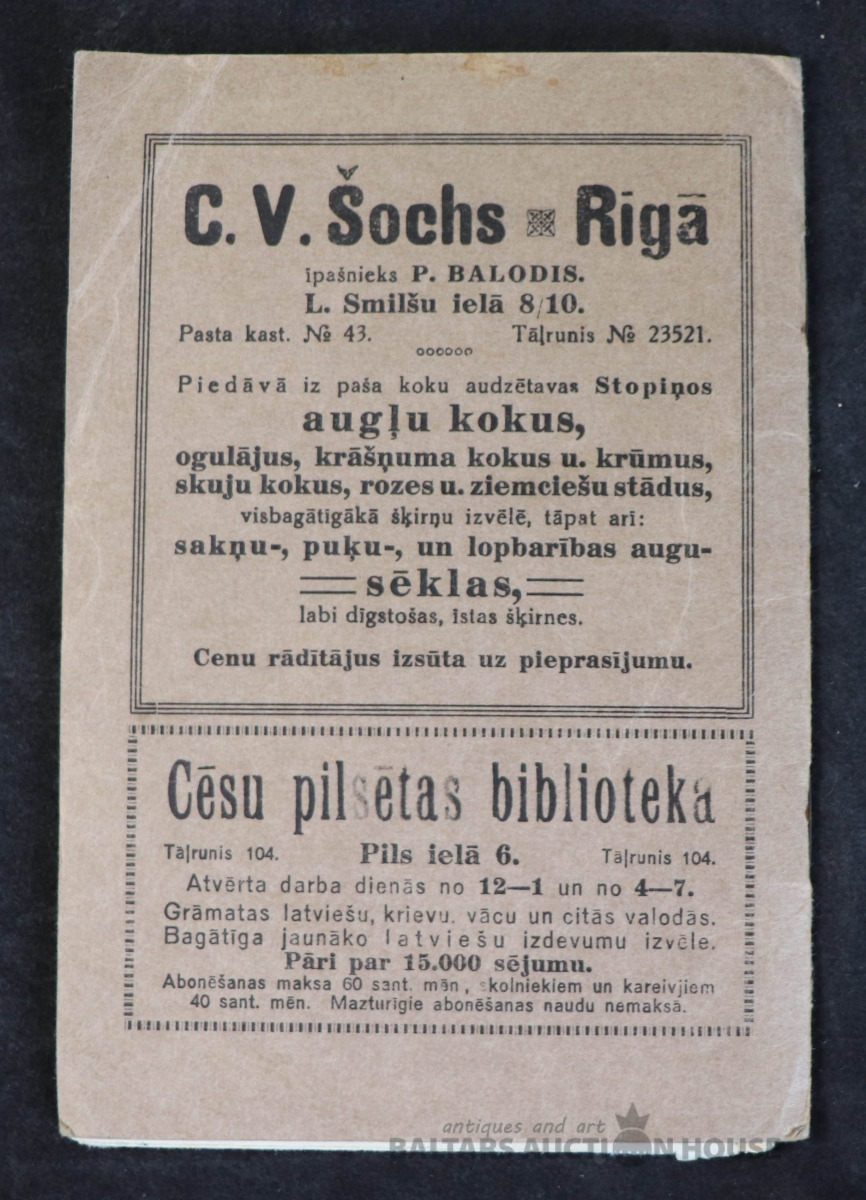 C. V. Šochs Rīgā
īpašnieks P. BALODIS.
L. Smilšu ielā 8/10.
Pasta kast. № 43. Tāļrunis № 23521.
Piedāvā iz paša koku audzētavas Stopiņos
augļu kokus,
ogulājus, krāšņuma kokus u. krūmus,
skuju kokus, rozes u. ziemciešu stādus,
visbagātīgākā šķirņu izvēlē, tāpat arī:
sakņu-, puķu-, un lopbarības augu-
sēklas,
labi dīgstošas, īstas šķirnes.
Cenu rādītājus izsūta uz pieprasījumu.
Cēsu pilsētas biblioteka
Tāļrunis 104. Pils ielā 6. Tāļrunis 104.
Atvērta darba dienās no 12—1 un no 4—7.
Grāmatas latviešu, krievu, vācu un citās valodās.
Bagātīga jaunāko latviešu izdevumu izvēle.
Pāri par 15.000 sējumu.
Abonēšanas maksa 60 sant. mēn, skolniekiem un kareivjiem
40 sant. mēn. Mazturīgie abonēšanas naudu nemaksā.
antiques and art
BALTARS AUCTION HOUSE